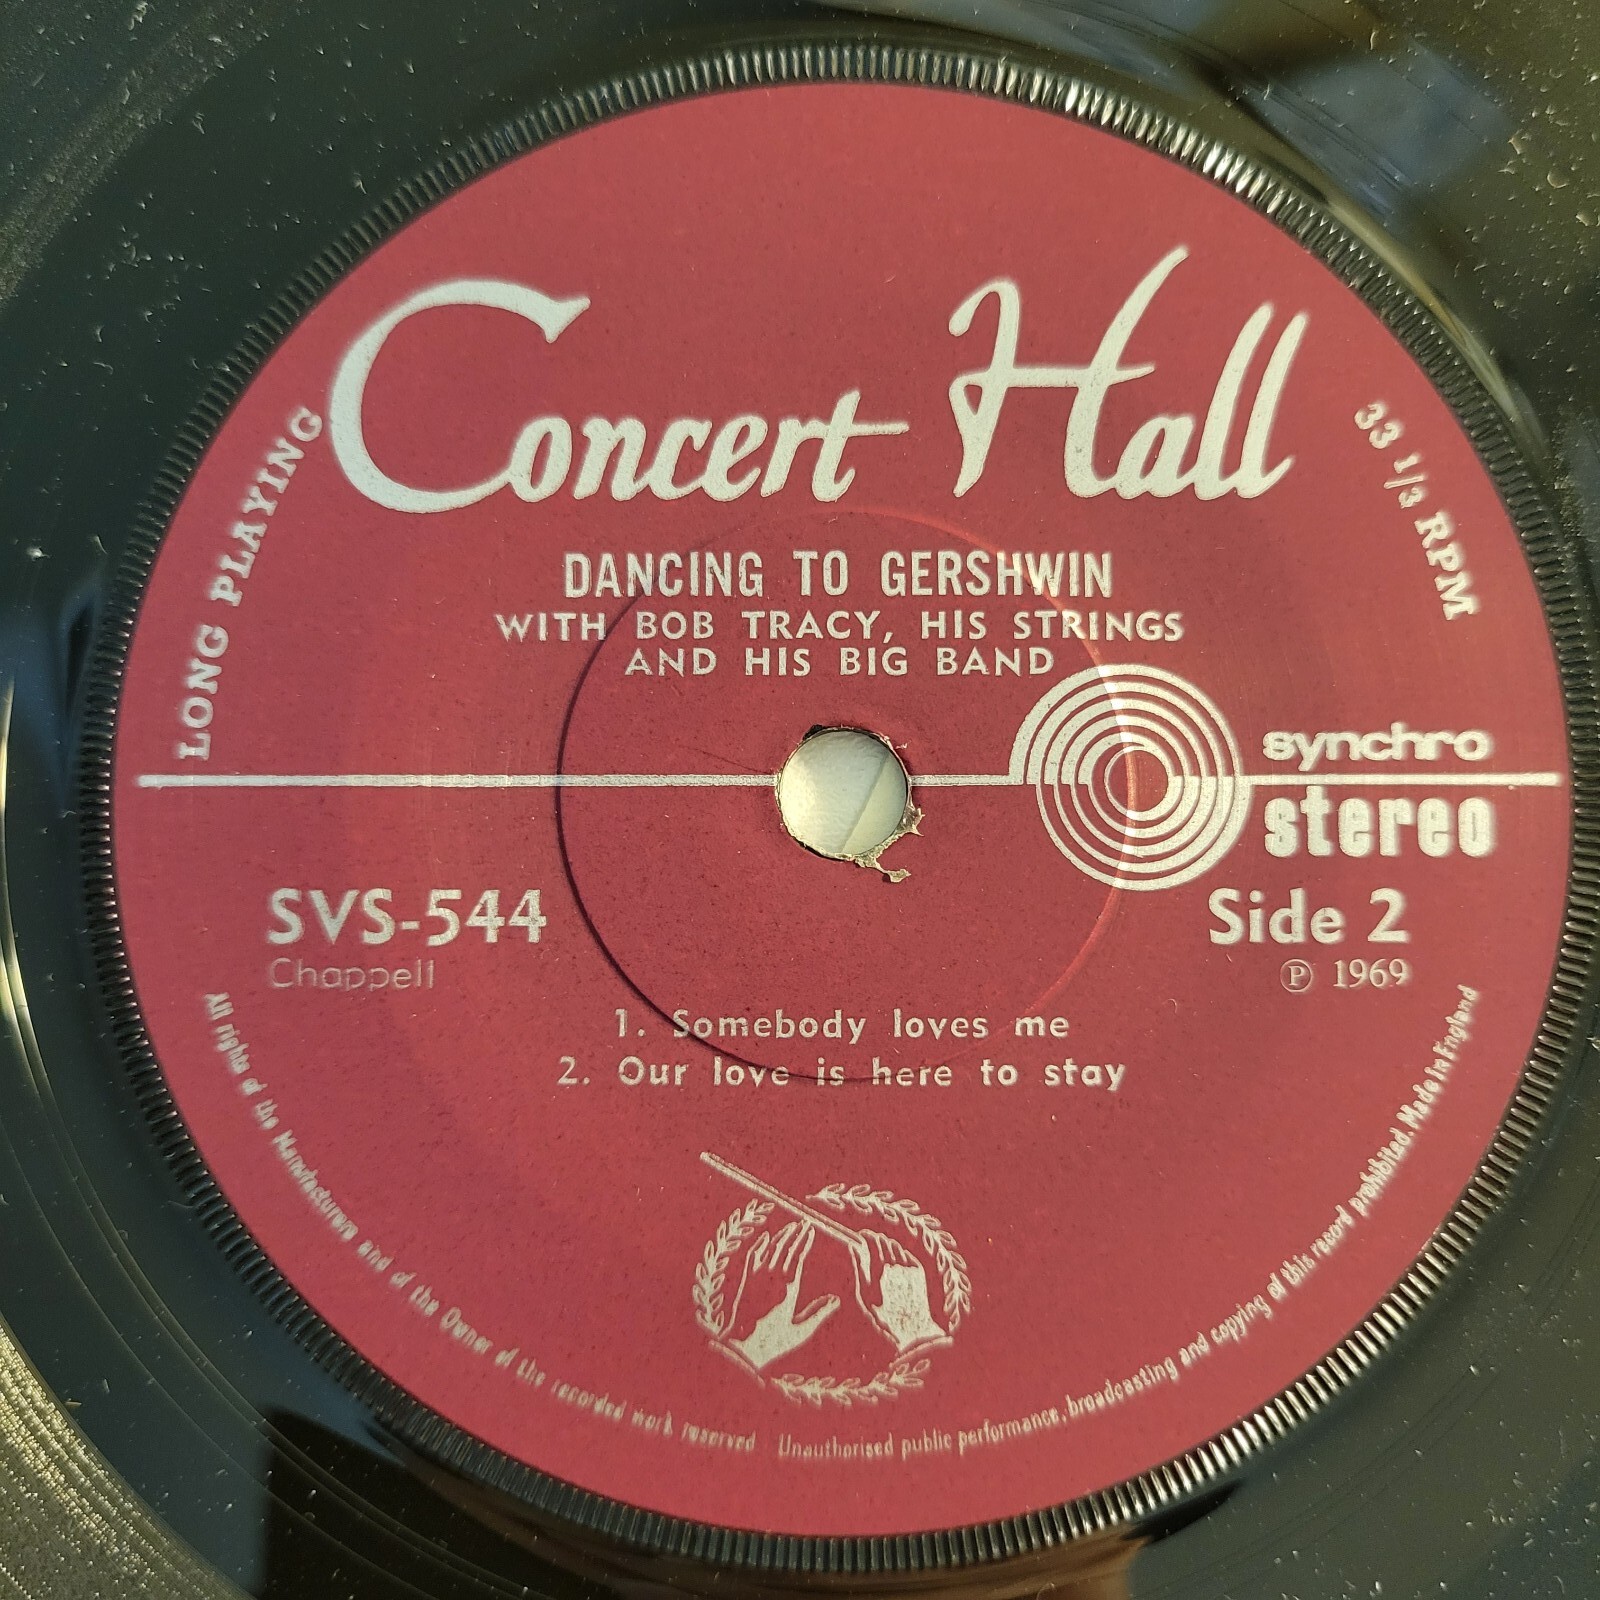 Concert Hall
LONG PLAYING
33 1/3 RPM
DANCING TO GERSHWIN
WITH BOB TRACY, HIS STRINGS
AND HIS BIG BAND
synchro
stereo
SVS-544
Side 2
Chappell
℗ 1969
1. Somebody loves me
2. Our love is here to stay
All rights of the Manufacturers and of the Owner of the recorded work reserved Unauthorised public performance, broadcasting and copying of this record prohibited. Made in England